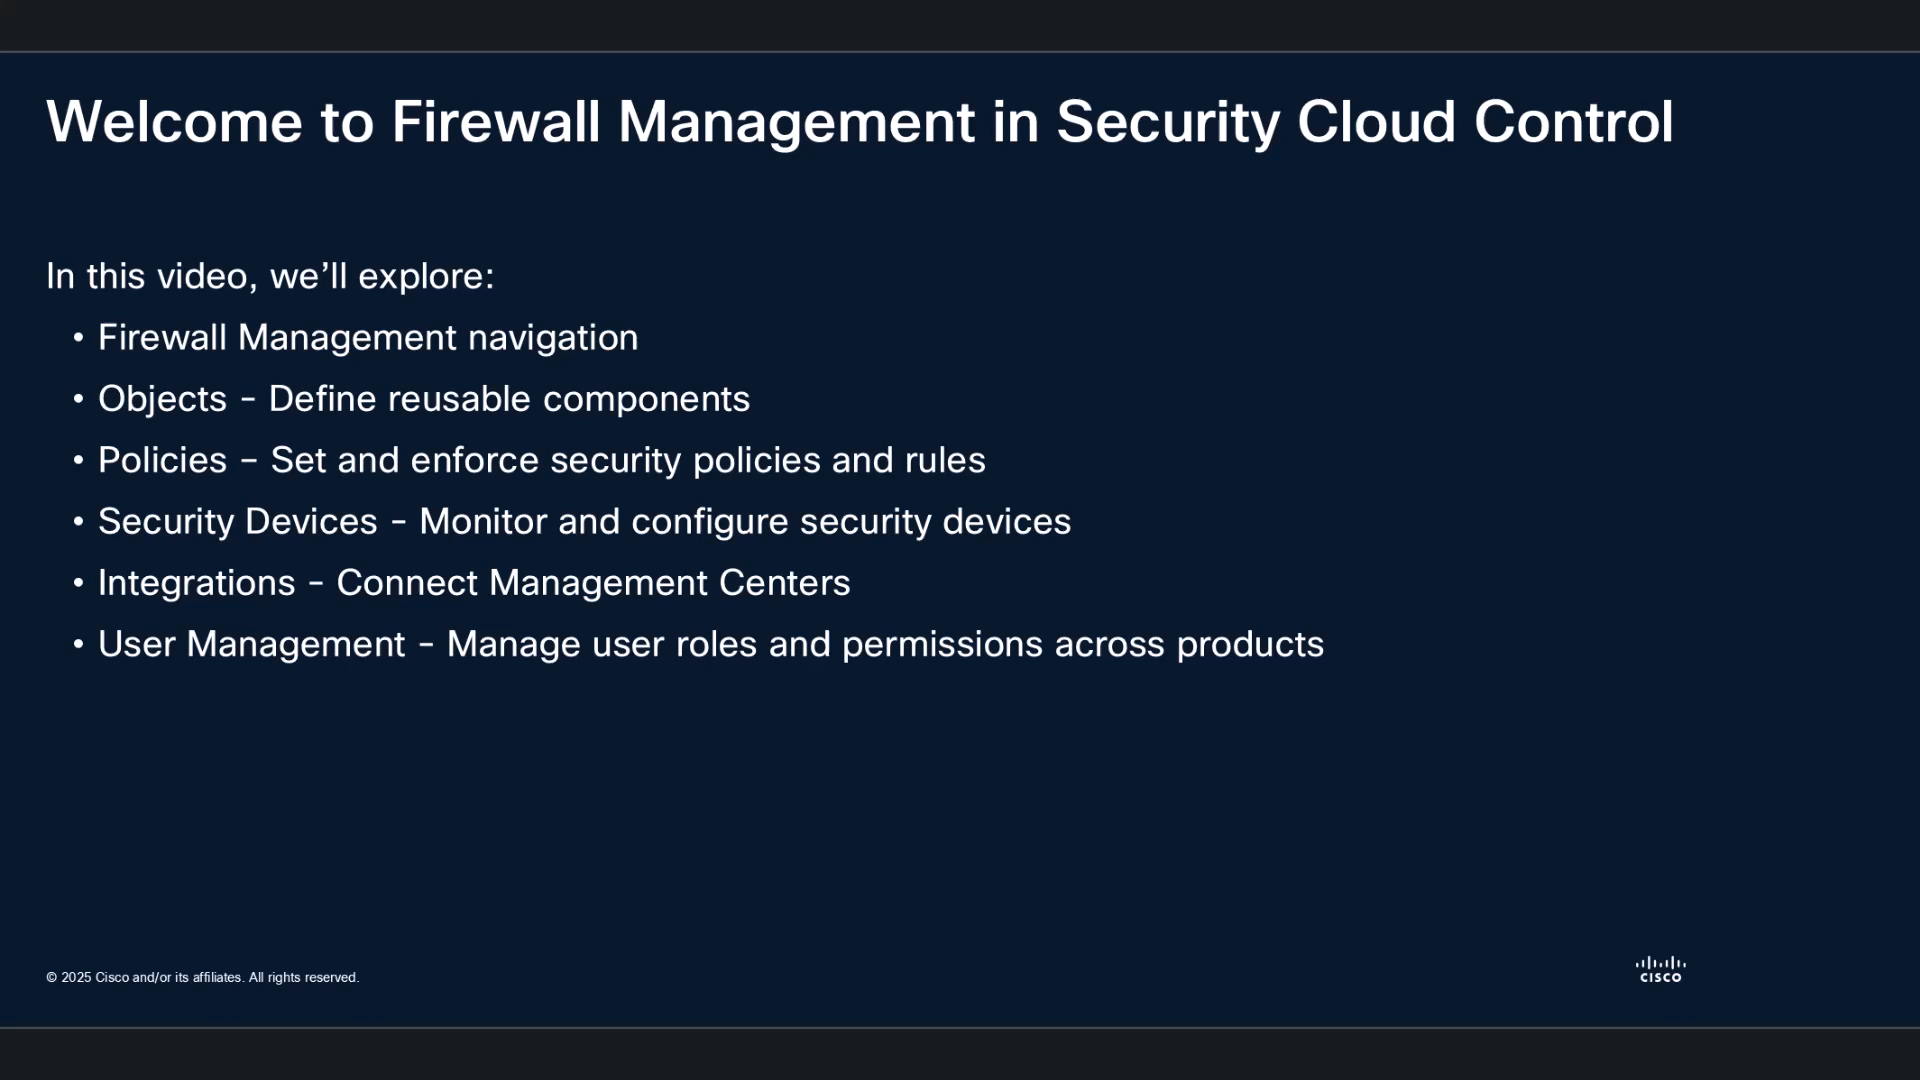 Welcome to Firewall Management in Security Cloud Control
In this video, we’ll explore:
• Firewall Management navigation
• Objects - Define reusable components
• Policies – Set and enforce security policies and rules
• Security Devices - Monitor and configure security devices
• Integrations - Connect Management Centers
• User Management - Manage user roles and permissions across products
© 2025 Cisco and/or its affiliates. All rights reserved.
CISCO